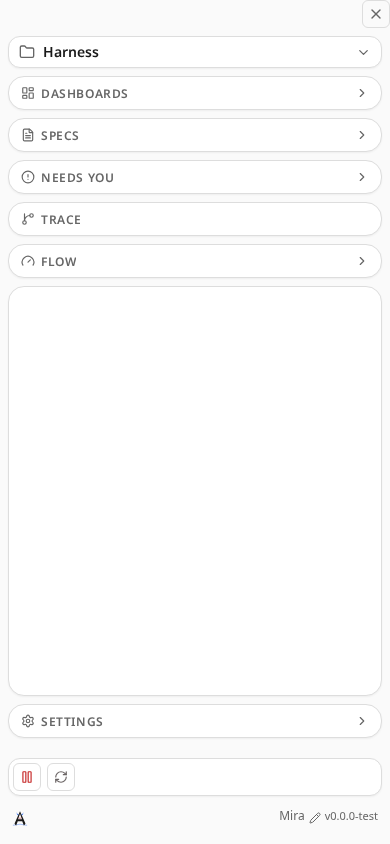 Harness
DASHBOARDS
SPECS
NEEDS YOU
TRACE
FLOW
SETTINGS
A
Mira v0.0.0-test